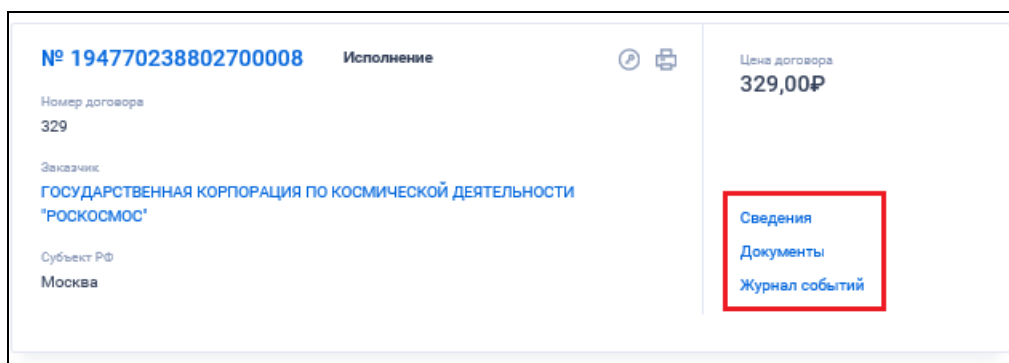 № 194770238802700008 Исполнение
Номер договора
329
Заказчик
ГОСУДАРСТВЕННАЯ КОРПОРАЦИЯ ПО КОСМИЧЕСКОЙ ДЕЯТЕЛЬНОСТИ
"РОСКОСМОС"
Субъект РФ
Москва
Цена договора
329,00₽
Сведения
Документы
Журнал событий